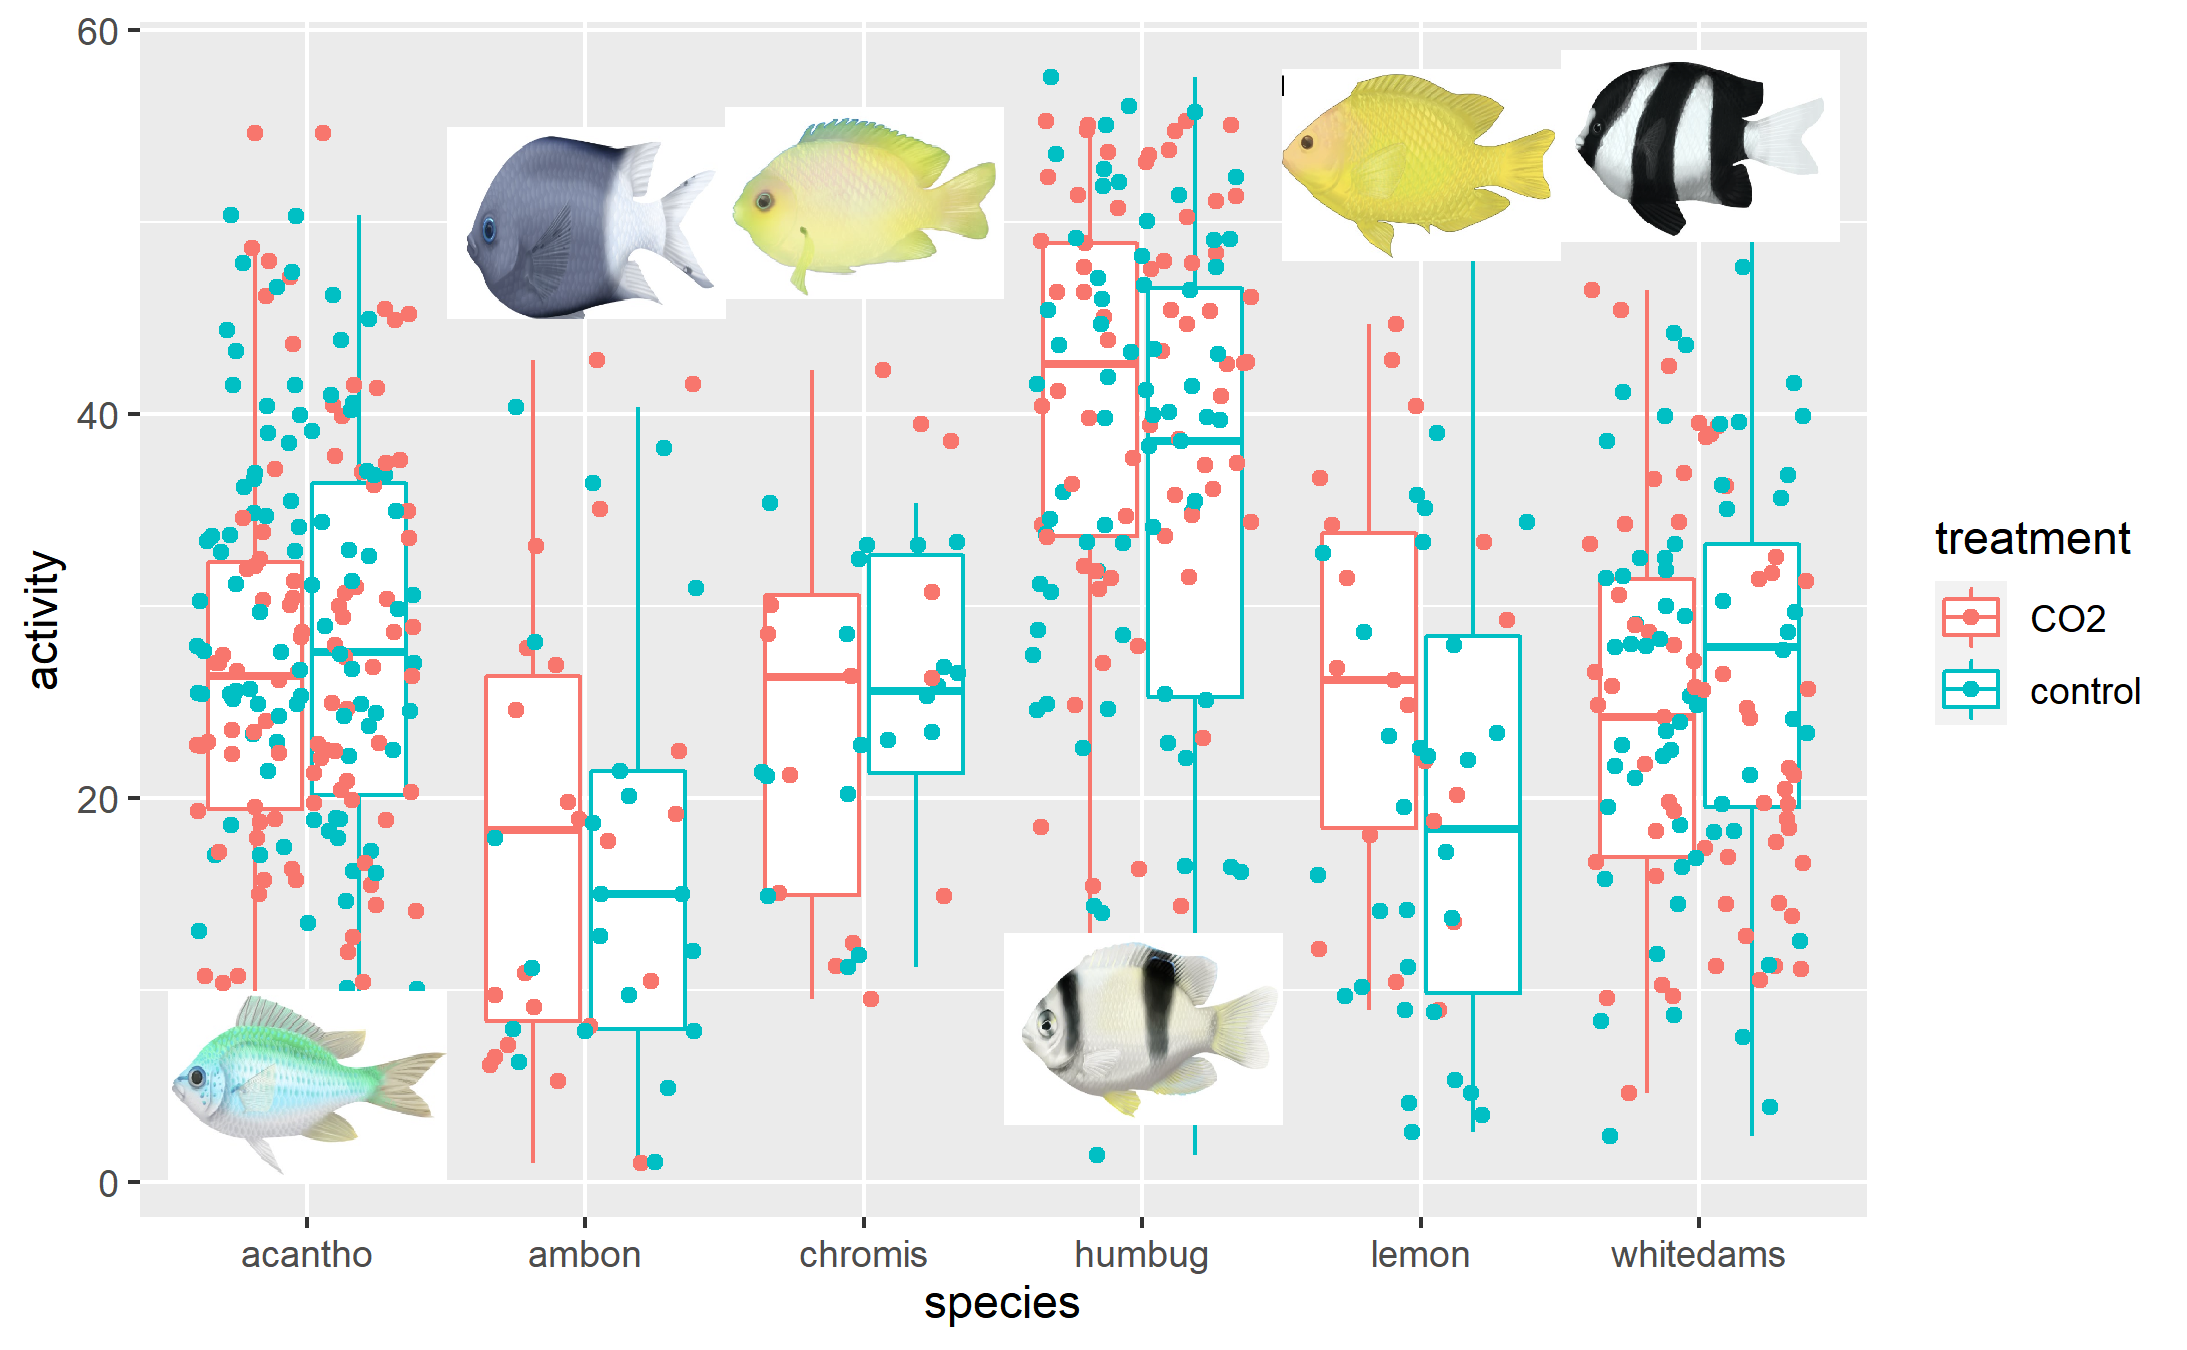 60
40
20
0
activity
acantho
ambon
chromis
humbug
lemon
whitedams
species
treatment
CO2
control